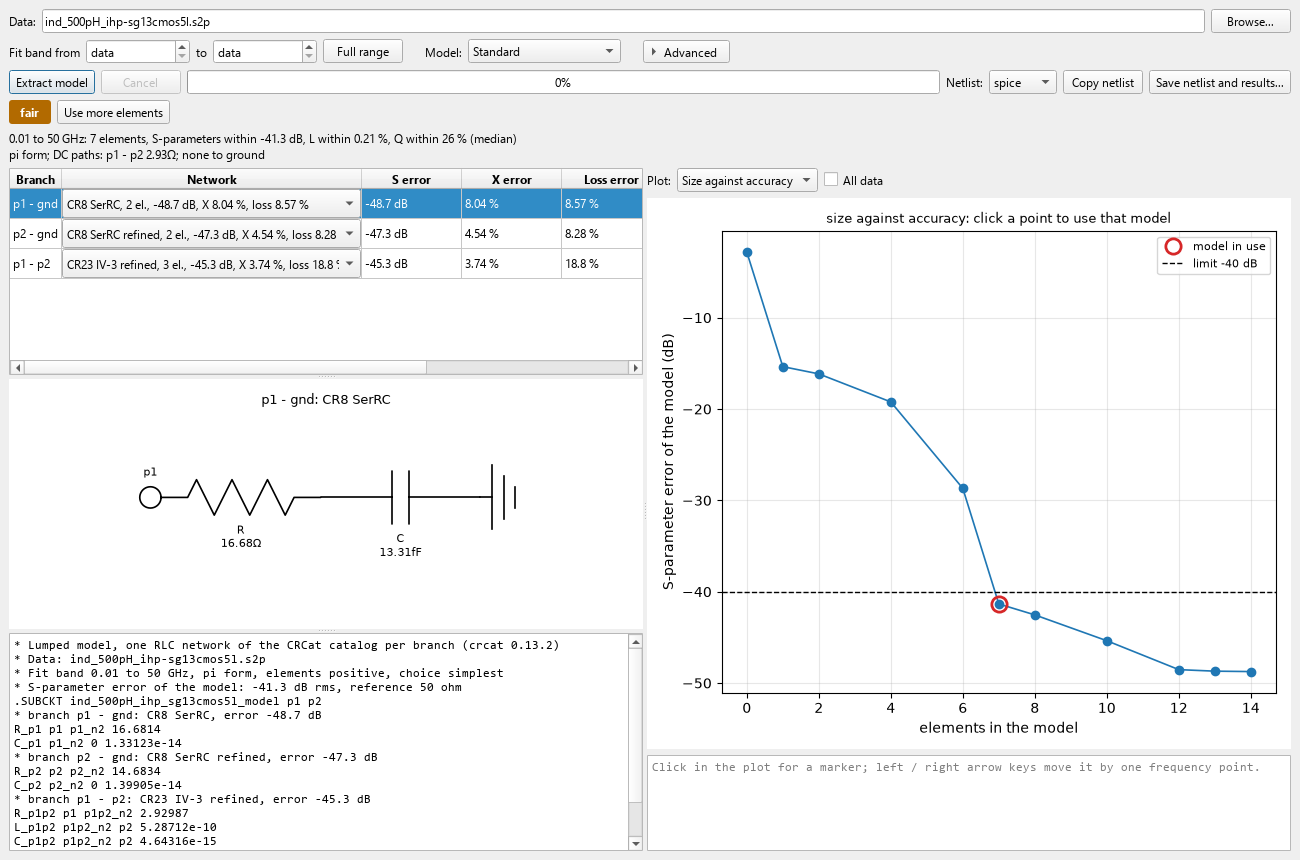 Data: ind_500pH_ihp-sg13cmos5l.s2p Browse...
Fit band from data to data Full range Model: Standard Advanced
Extract model Cancel 0% Netlist: spice Copy netlist Save netlist and results...
fair Use more elements
0.01 to 50 GHz: 7 elements, S-parameters within -41.3 dB, L within 0.21 %, Q within 26 % (median)
pi form; DC paths: p1 - p2 2.93Ω; none to ground
Branch Network S error X error Loss error
p1 - gnd CR8 SerRC, 2 el., -48.7 dB, X 8.04 %, loss 8.57 % -48.7 dB 8.04 % 8.57 %
p2 - gnd CR8 SerRC refined, 2 el., -47.3 dB, X 4.54 %, loss 8.28 -47.3 dB 4.54 % 8.28 %
p1 - p2 CR23 IV-3 refined, 3 el., -45.3 dB, X 3.74 %, loss 18.8 % -45.3 dB 3.74 % 18.8 %
p1 - gnd: CR8 SerRC
p1
R
16.68Ω
C
13.31fF
* Lumped model, one RLC network of the CRCat catalog per branch (crcat 0.13.2)
* Data: ind_500pH_ihp-sg13cmos5l.s2p
* Fit band 0.01 to 50 GHz, pi form, elements positive, choice simplest
* S-parameter error of the model: -41.3 dB rms, reference 50 ohm
.SUBCKT ind_500pH_ihp_sg13cmos5l_model p1 p2
* branch p1 - gnd: CR8 SerRC, error -48.7 dB
R_p1 p1 p1_n2 16.6814
C_p1 p1_n2 0 1.33123e-14
* branch p2 - gnd: CR8 SerRC refined, error -47.3 dB
R_p2 p2 p2_n2 14.6834
C_p2 p2_n2 0 1.39905e-14
* branch p1 - p2: CR23 IV-3 refined, error -45.3 dB
R_p1p2 p1 p1p2_n2 2.92987
L_p1p2 p1p2_n2 p2 5.28712e-10
C_p1p2 p1p2_n2 p2 4.64316e-15
Plot: Size against accuracy All data
size against accuracy: click a point to use that model
model in use
limit -40 dB
S-parameter error of the model (dB)
−10
−20
−30
−40
−50
0 2 4 6 8 10 12 14
elements in the model
Click in the plot for a marker; left / right arrow keys move it by one frequency point.